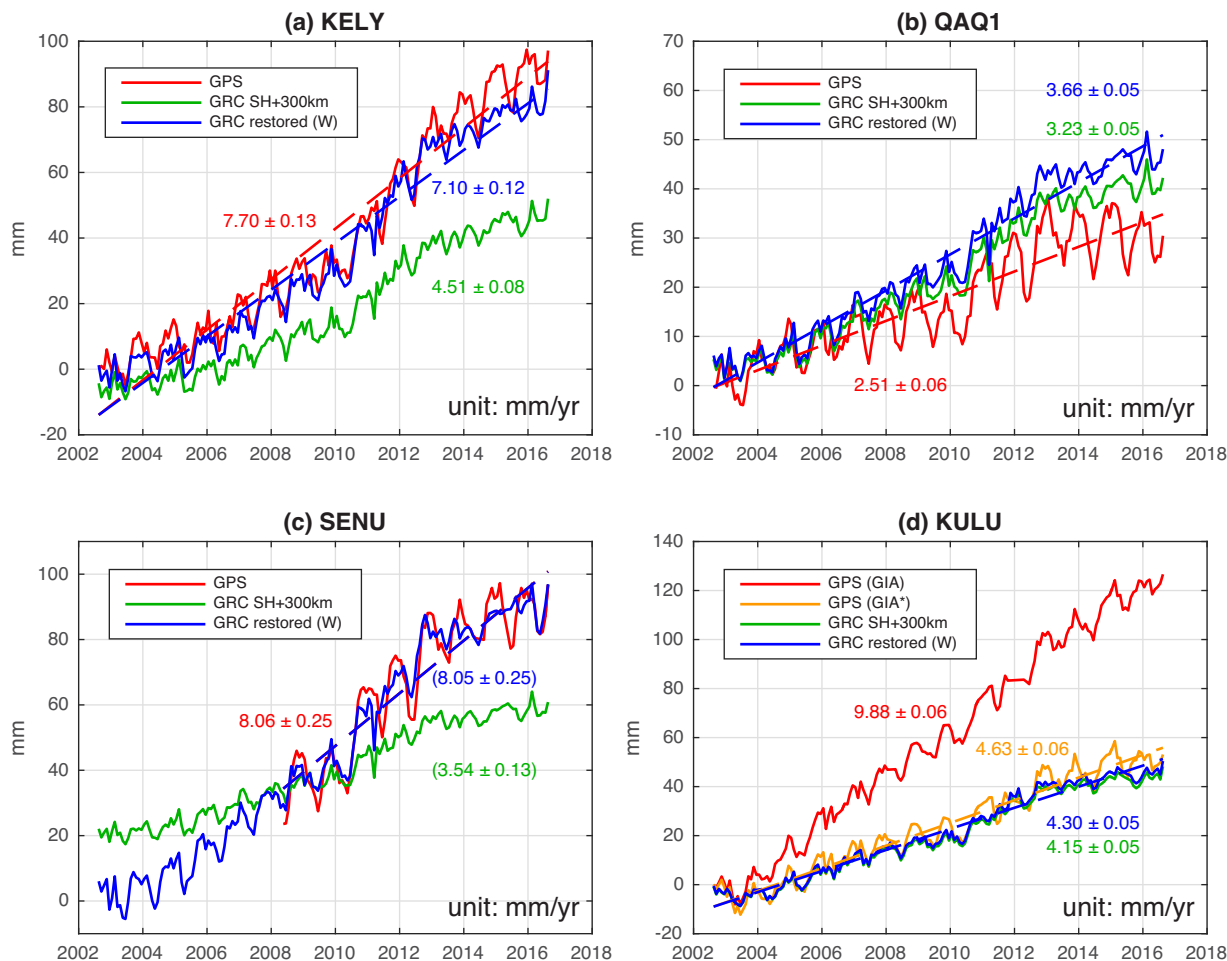 (a) KELY
100
80
60
40
20
0
-20
mm
GPS
GRC SH+300km
GRC restored (W)
7.10 ± 0.12
7.70 ± 0.13
4.51 ± 0.08
unit: mm/yr
2002 2004 2006 2008 2010 2012 2014 2016 2018
(b) QAQ1
70
60
50
40
30
20
10
0
-10
mm
GPS
GRC SH+300km
GRC restored (W)
3.66 ± 0.05
3.23 ± 0.05
2.51 ± 0.06
unit: mm/yr
2002 2004 2006 2008 2010 2012 2014 2016 2018
(c) SENU
100
80
60
40
20
0
mm
GPS
GRC SH+300km
GRC restored (W)
(8.05 ± 0.25)
8.06 ± 0.25
(3.54 ± 0.13)
unit: mm/yr
2002 2004 2006 2008 2010 2012 2014 2016 2018
(d) KULU
140
120
100
80
60
40
20
0
-20
mm
GPS (GIA)
GPS (GIA*)
GRC SH+300km
GRC restored (W)
9.88 ± 0.06
4.63 ± 0.06
4.30 ± 0.05
4.15 ± 0.05
unit: mm/yr
2002 2004 2006 2008 2010 2012 2014 2016 2018